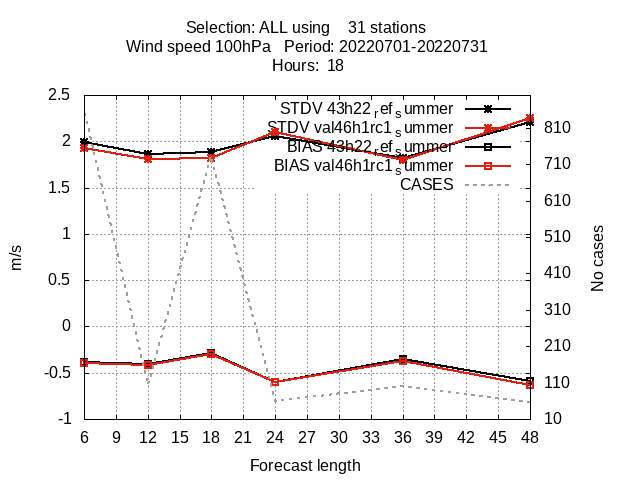 Selection: ALL using    31 stations
Wind speed 100hPa   Period: 20220701-20220731
Hours:  18
STDV 43h22_ref_summer
STDV val46h1rc1_summer
BIAS 43h22_ref_summer
BIAS val46h1rc1_summer
CASES
2.5
2
1.5
1
0.5
0
-0.5
-1
m/s
810
710
610
510
410
310
210
110
10
No cases
6 9 12 15 18 21 24 27 30 33 36 39 42 45 48
Forecast length